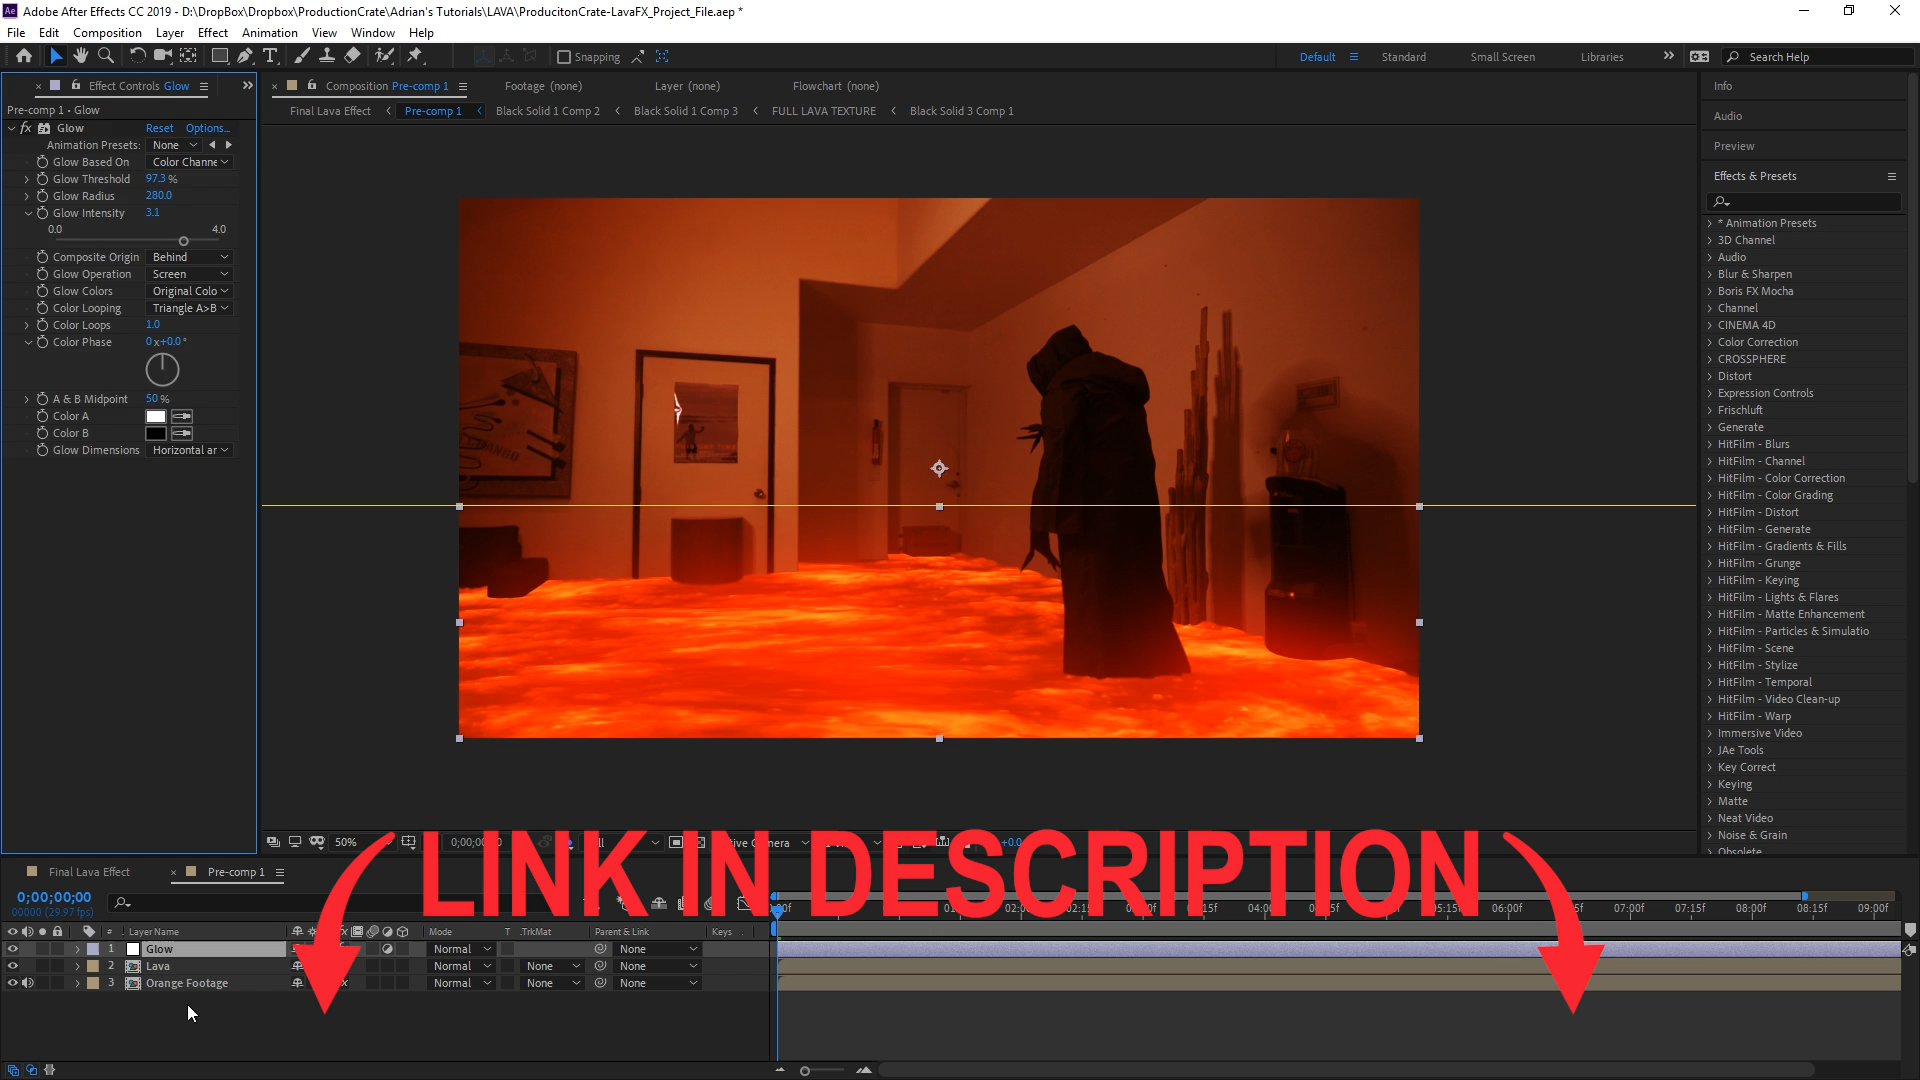 Adobe After Effects CC 2019 - D:\DropBox\Dropbox\ProductionCrate\Adrian's Tutorials\LAVA\ProducitonCrate-LavaFX_Project_File.aep *
File Edit Composition Layer Effect Animation View Window Help
Snapping Default Standard Small Screen Libraries Search Help
Effect Controls Glow
Pre-comp 1 • Glow
fx Glow Reset Options...
Animation Presets: None
Glow Based On Color Channe
Glow Threshold 97.3 %
Glow Radius 280.0
Glow Intensity 3.1
0.0 4.0
Composite Origin Behind
Glow Operation Screen
Glow Colors Original Colo
Color Looping Triangle A>B
Color Loops 1.0
Color Phase 0 x+0.0 °
A & B Midpoint 50 %
Color A
Color B
Glow Dimensions Horizontal ar
Composition Pre-comp 1 Footage (none) Layer (none) Flowchart (none)
Final Lava Effect Pre-comp 1 Black Solid 1 Comp 2 Black Solid 1 Comp 3 FULL LAVA TEXTURE Black Solid 3 Comp 1
Info
Audio
Preview
Effects & Presets
* Animation Presets
3D Channel
Audio
Blur & Sharpen
Boris FX Mocha
Channel
CINEMA 4D
Color Correction
CROSSPHERE
Distort
Expression Controls
Frischluft
Generate
HitFilm - Blurs
HitFilm - Channel
HitFilm - Color Correction
HitFilm - Color Grading
HitFilm - Distort
HitFilm - Generate
HitFilm - Gradients & Fills
HitFilm - Grunge
HitFilm - Keying
HitFilm - Lights & Flares
HitFilm - Matte Enhancement
HitFilm - Particles & Simulatio
HitFilm - Scene
HitFilm - Stylize
HitFilm - Temporal
HitFilm - Video Clean-up
HitFilm - Warp
Immersive Video
JAe Tools
Key Correct
Keying
Matte
Neat Video
Noise & Grain
Obsolete
50%
LINK IN DESCRIPTION
Final Lava Effect Pre-comp 1
0;00;00;00
00000 (29.97 fps)
# Layer Name Mode T .TrkMat Parent & Link Keys
1 Glow Normal None
2 Lava Normal None None
3 Orange Footage Normal None None
06:00f 07:00f 07:15f 08:00f 08:15f 09:00f